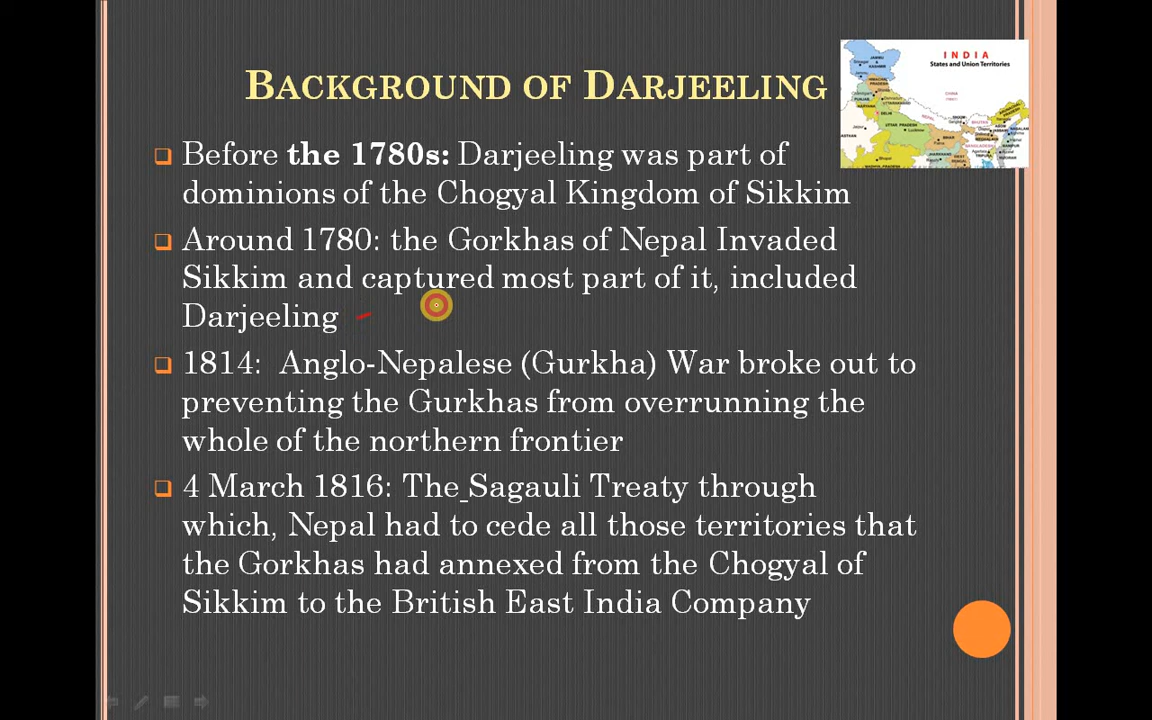 BACKGROUND OF DARJEELING
INDIA
States and Union Territories
❑ Before the 1780s: Darjeeling was part of
dominions of the Chogyal Kingdom of Sikkim
❑ Around 1780: the Gorkhas of Nepal Invaded
Sikkim and captured most part of it, included
Darjeeling
❑ 1814: Anglo-Nepalese (Gurkha) War broke out to
preventing the Gurkhas from overrunning the
whole of the northern frontier
❑ 4 March 1816: The Sagauli Treaty through
which, Nepal had to cede all those territories that
the Gorkhas had annexed from the Chogyal of
Sikkim to the British East India Company